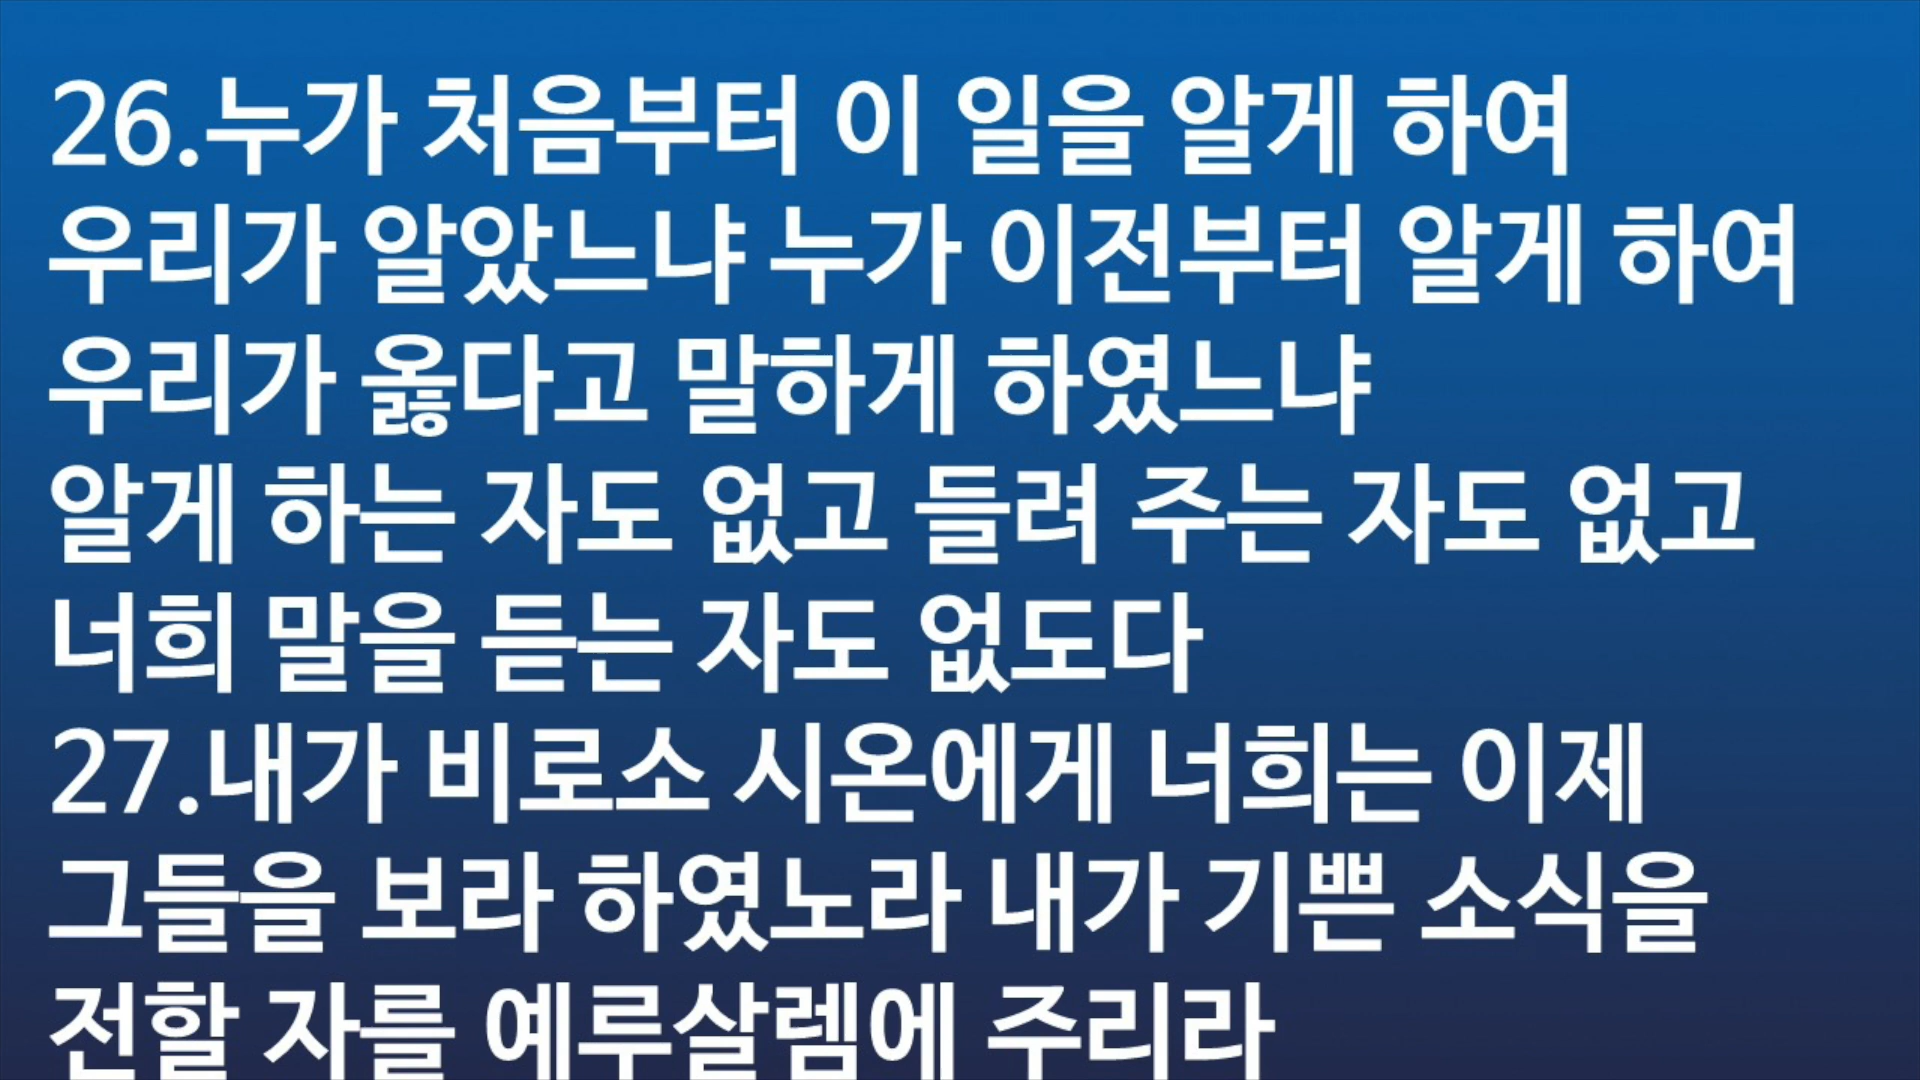 26.누가 처음부터 이 일을 알게 하여
우리가 알았느냐 누가 이전부터 알게 하여
우리가 옳다고 말하게 하였느냐
알게 하는 자도 없고 들려 주는 자도 없고
너희 말을 듣는 자도 없도다
27.내가 비로소 시온에게 너희는 이제
그들을 보라 하였노라 내가 기쁜 소식을
전할 자를 예루살렘에 주리라